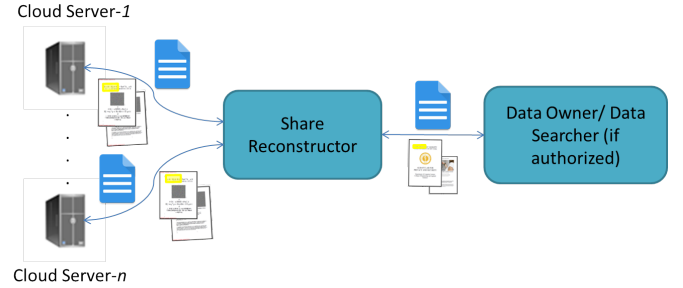 Cloud Server-1
Share
Reconstructor
Data Owner/ Data
Searcher (if
authorized)
Cloud Server-n